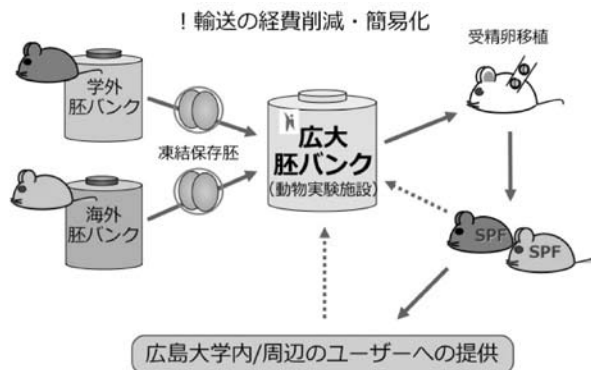 ！輸送の経費削減・簡易化
受精卵移植
学外
胚バンク
凍結保存胚
広大
胚バンク
(動物実験施設)
海外
胚バンク
SPF
SPF
広島大学内/周辺のユーザーへの提供